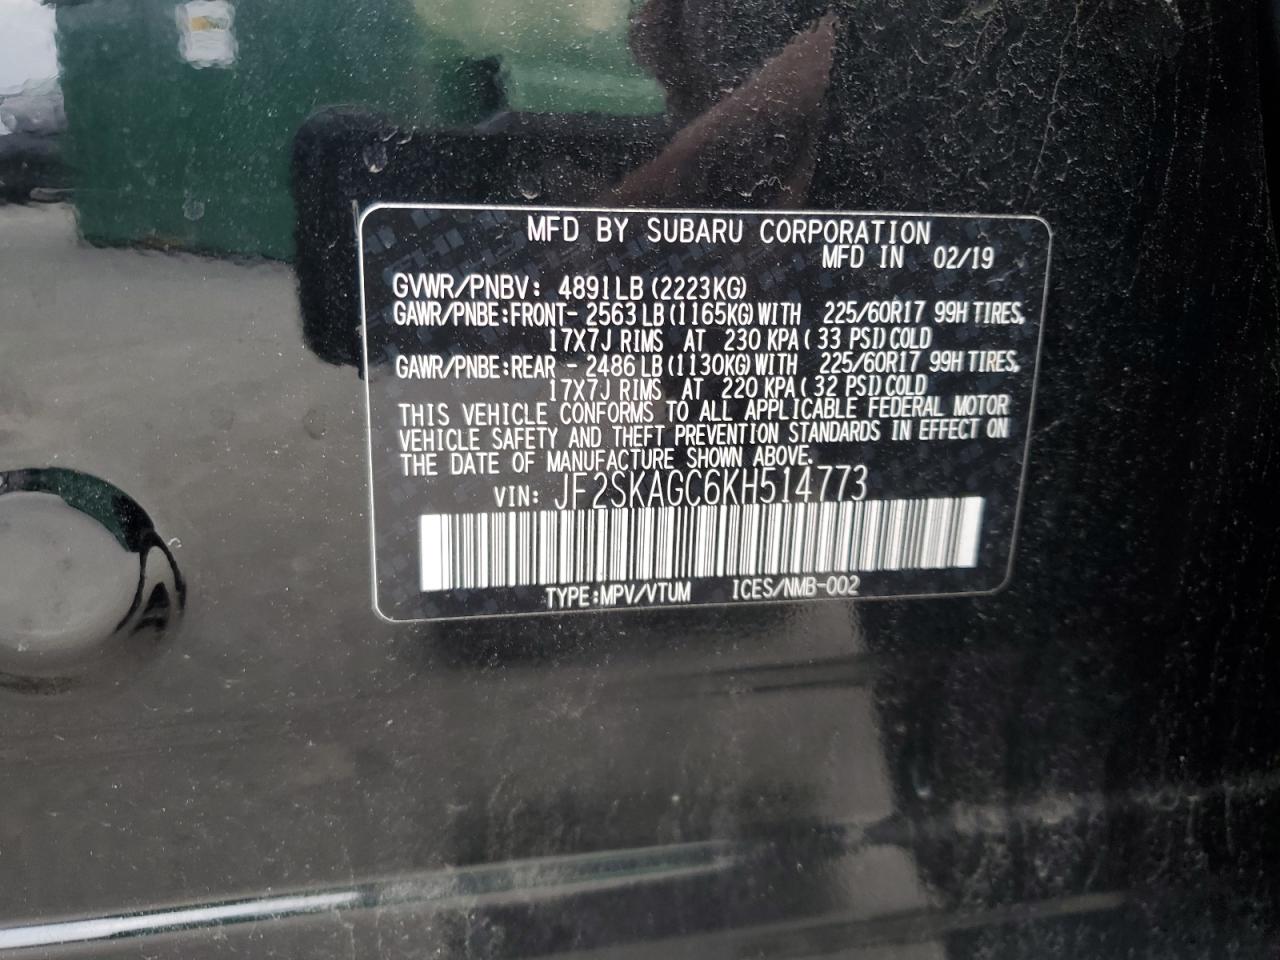 MFD BY SUBARU CORPORATION
MFD IN 02/19
GVWR/PNBV: 4891LB (2223KG)
GAWR/PNBE:FRONT- 2563 LB (1165KG) WITH 225/60R17 99H TIRES,
17X7J RIMS AT 230 KPA ( 33 PSI) COLD
GAWR/PNBE:REAR - 2486 LB (1130KG) WITH 225/60R17 99H TIRES,
17X7J RIMS AT 220 KPA ( 32 PSI) COLD
THIS VEHICLE CONFORMS TO ALL APPLICABLE FEDERAL MOTOR
VEHICLE SAFETY AND THEFT PREVENTION STANDARDS IN EFFECT ON
THE DATE OF MANUFACTURE SHOWN ABOVE.
VIN: JF2SKAGC6KH514773
TYPE:MPV/VTUM ICES/NMB-002